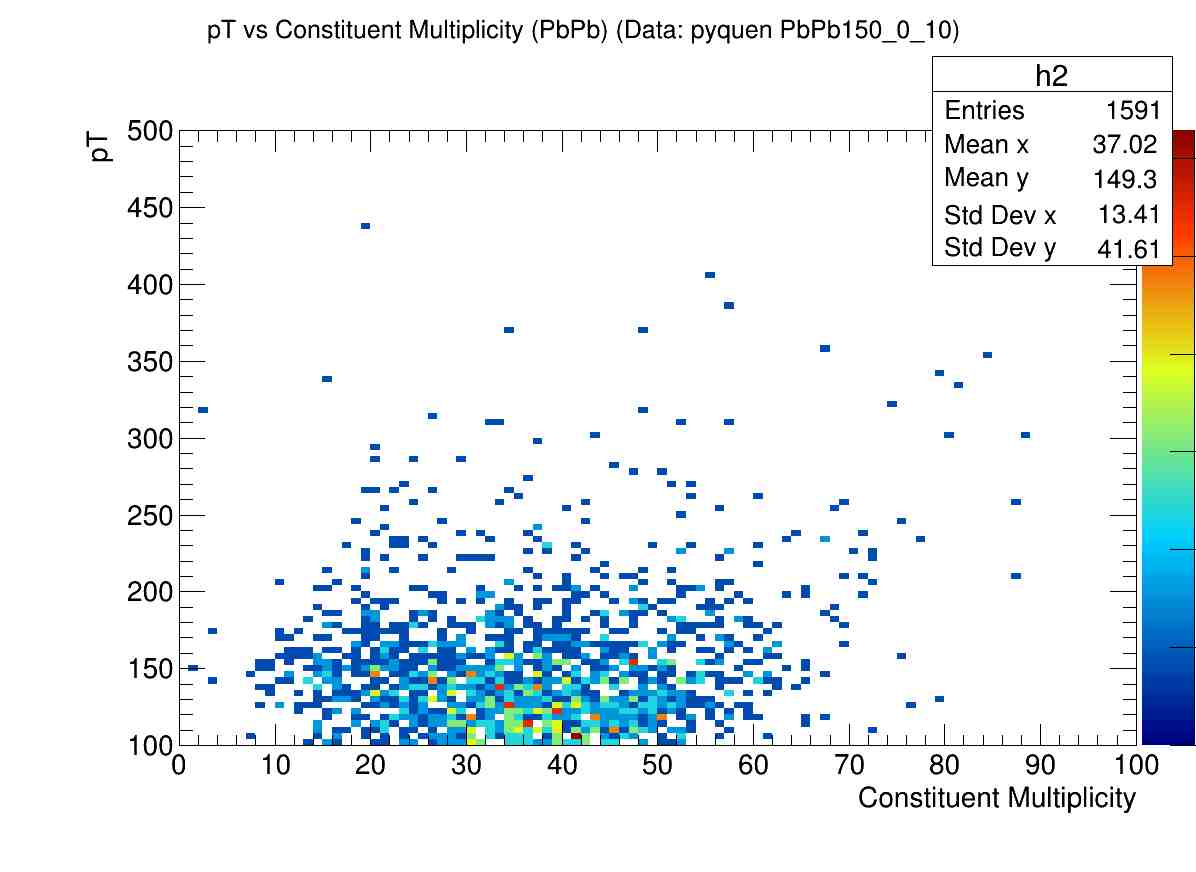 pT vs Constituent Multiplicity (PbPb) (Data: pyquen PbPb150_0_10)
h2
Entries 1591
Mean x 37.02
Mean y 149.3
Std Dev x 13.41
Std Dev y 41.61
pT
500
450
400
350
300
250
200
150
100
0 10 20 30 40 50 60 70 80 90 100
Constituent Multiplicity